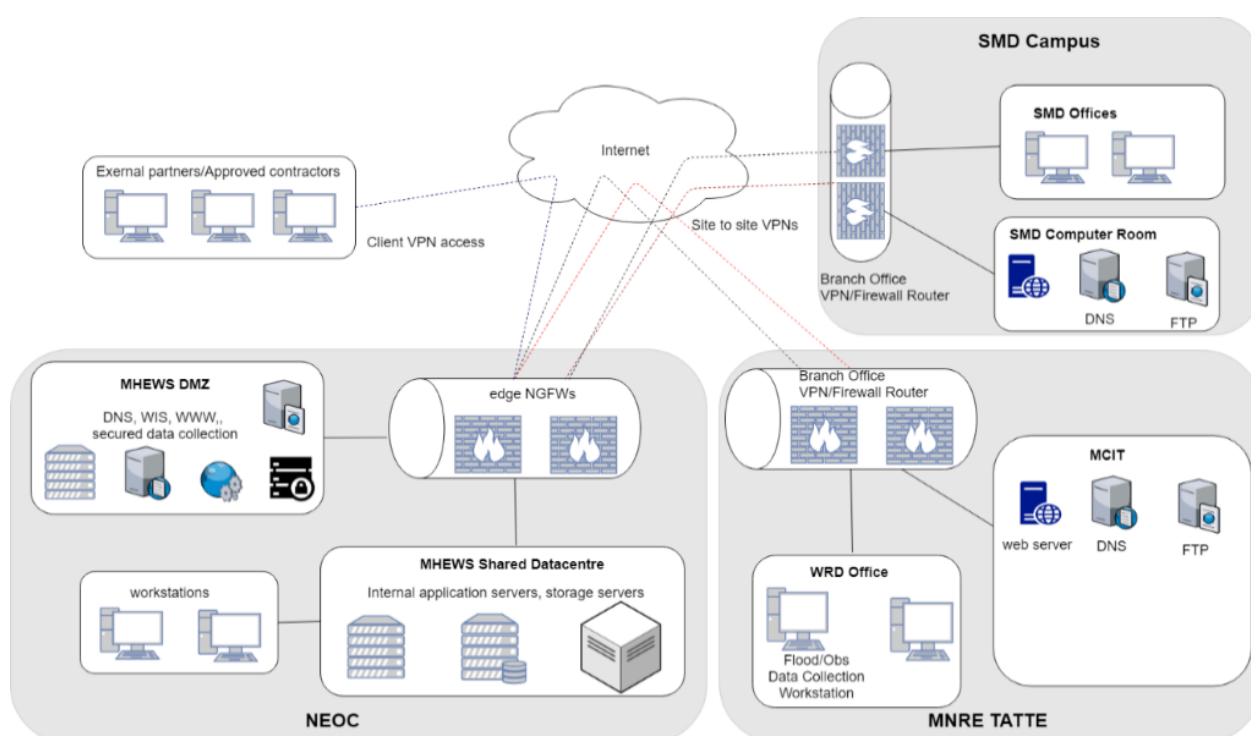 SMD Campus
SMD Offices
Internet
Exernal partners/Approved contractors
Client VPN access
Site to site VPNs
SMD Computer Room
DNS
FTP
Branch Office
VPN/Firewall Router
MHEWS DMZ
DNS, WIS, WWW,,
secured data collection
edge NGFWs
Branch Office
VPN/Firewall Router
MCIT
web server
DNS
FTP
MHEWS Shared Datacentre
Internal application servers, storage servers
workstations
WRD Office
Flood/Obs
Data Collection
Workstation
NEOC
MNRE TATTE